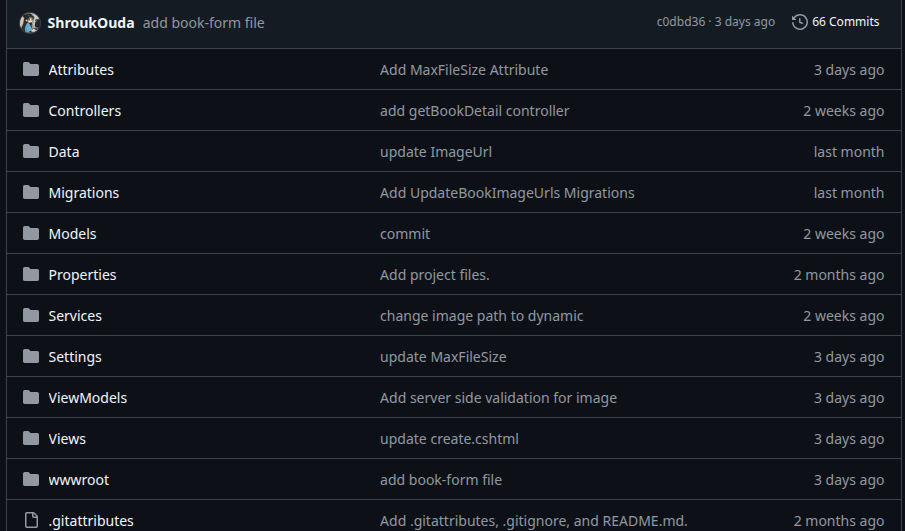 ShroukOuda add book-form file c0dbd36 · 3 days ago 66 Commits
Attributes Add MaxFileSize Attribute 3 days ago
Controllers add getBookDetail controller 2 weeks ago
Data update ImageUrl last month
Migrations Add UpdateBookImageUrls Migrations last month
Models commit 2 weeks ago
Properties Add project files. 2 months ago
Services change image path to dynamic 2 weeks ago
Settings update MaxFileSize 3 days ago
ViewModels Add server side validation for image 3 days ago
Views update create.cshtml 3 days ago
wwwroot add book-form file 3 days ago
.gitattributes Add .gitattributes, .gitignore, and README.md. 2 months ago